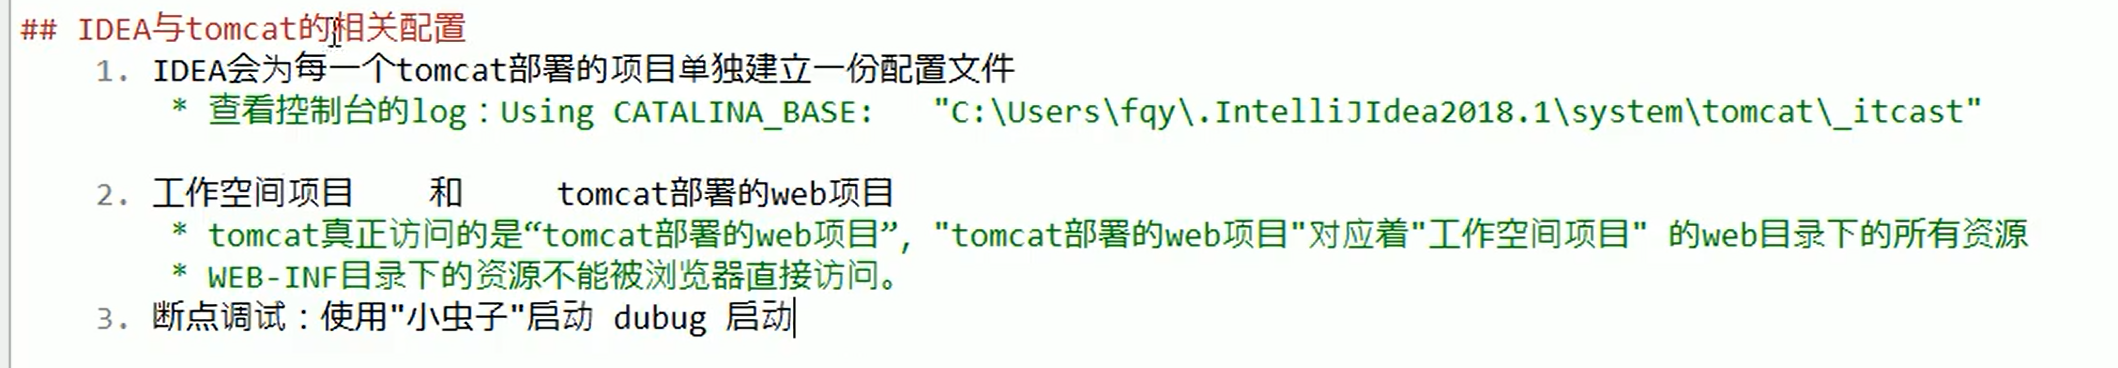 ## IDEA与tomcat的相关配置
1. IDEA会为每一个tomcat部署的项目单独建立一份配置文件
* 查看控制台的log：Using CATALINA_BASE:   "C:\Users\fqy\.IntelliJIdea2018.1\system\tomcat\_itcast"
2. 工作空间项目    和     tomcat部署的web项目
* tomcat真正访问的是“tomcat部署的web项目”, "tomcat部署的web项目"对应着"工作空间项目" 的web目录下的所有资源
* WEB-INF目录下的资源不能被浏览器直接访问。
3. 断点调试：使用"小虫子"启动 dubug 启动